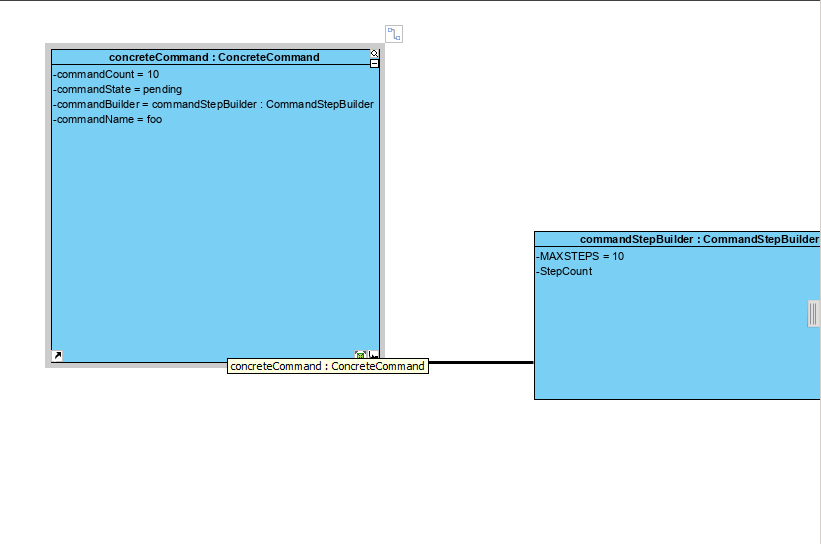 concreteCommand : ConcreteCommand
-commandCount = 10
-commandState = pending
-commandBuilder = commandStepBuilder : CommandStepBuilder
-commandName = foo
commandStepBuilder : CommandStepBuilder
-MAXSTEPS = 10
-StepCount
concreteCommand : ConcreteCommand